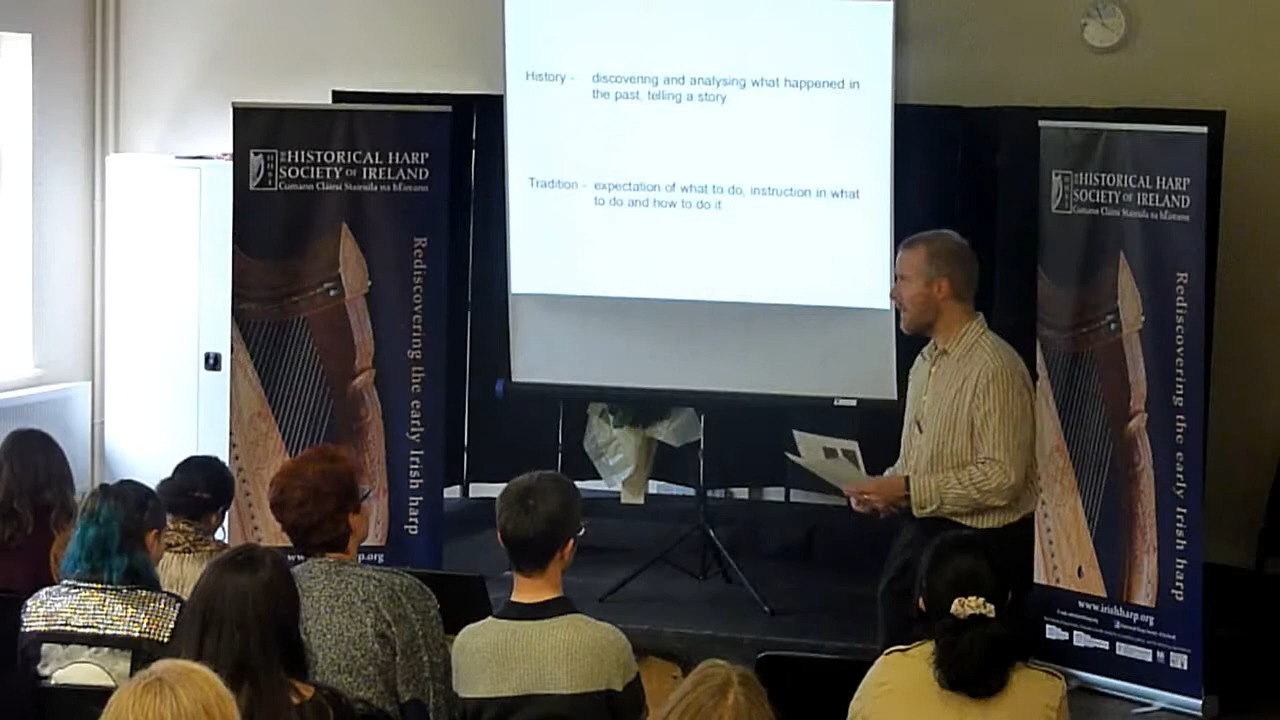 History - discovering and analysing what happened in
the past, telling a story
Tradition - expectation of what to do, instruction in what
to do and how to do it
THE HISTORICAL HARP
SOCIETY OF IRELAND
Cumann Cláirsí Stairiúla na hÉireann
Rediscovering the early Irish harp
p.org
THE HISTORICAL HARP
SOCIETY OF IRELAND
Cumann Cláirsí Stairiúla na hÉireann
Rediscovering the early Irish harp
www.irishharp.org